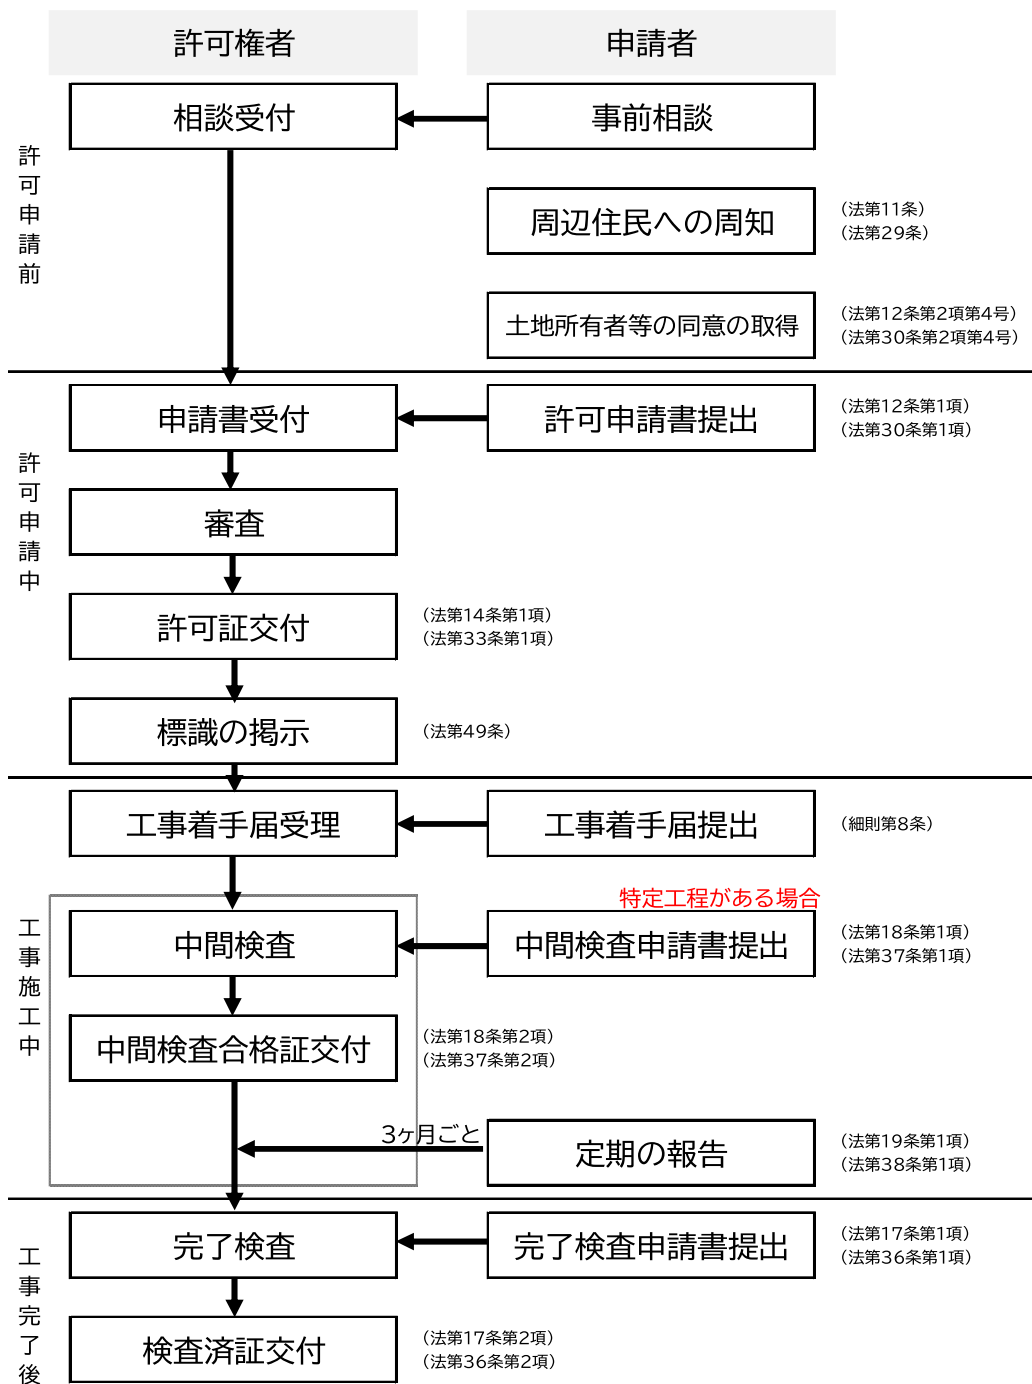 許可権者
申請者
許可申請前
相談受付
事前相談
周辺住民への周知
（法第11条）
（法第29条）
土地所有者等の同意の取得
（法第12条第2項第4号）
（法第30条第2項第4号）
許可申請中
申請書受付
許可申請書提出
（法第12条第1項）
（法第30条第1項）
審査
許可証交付
（法第14条第1項）
（法第33条第1項）
標識の掲示
（法第49条）
工事施工中
工事着手届受理
工事着手届提出
（細則第8条）
特定工程がある場合
中間検査
中間検査申請書提出
（法第18条第1項）
（法第37条第1項）
中間検査合格証交付
（法第18条第2項）
（法第37条第2項）
3ヶ月ごと
定期の報告
（法第19条第1項）
（法第38条第1項）
工事完了後
完了検査
完了検査申請書提出
（法第17条第1項）
（法第36条第1項）
検査済証交付
（法第17条第2項）
（法第36条第2項）